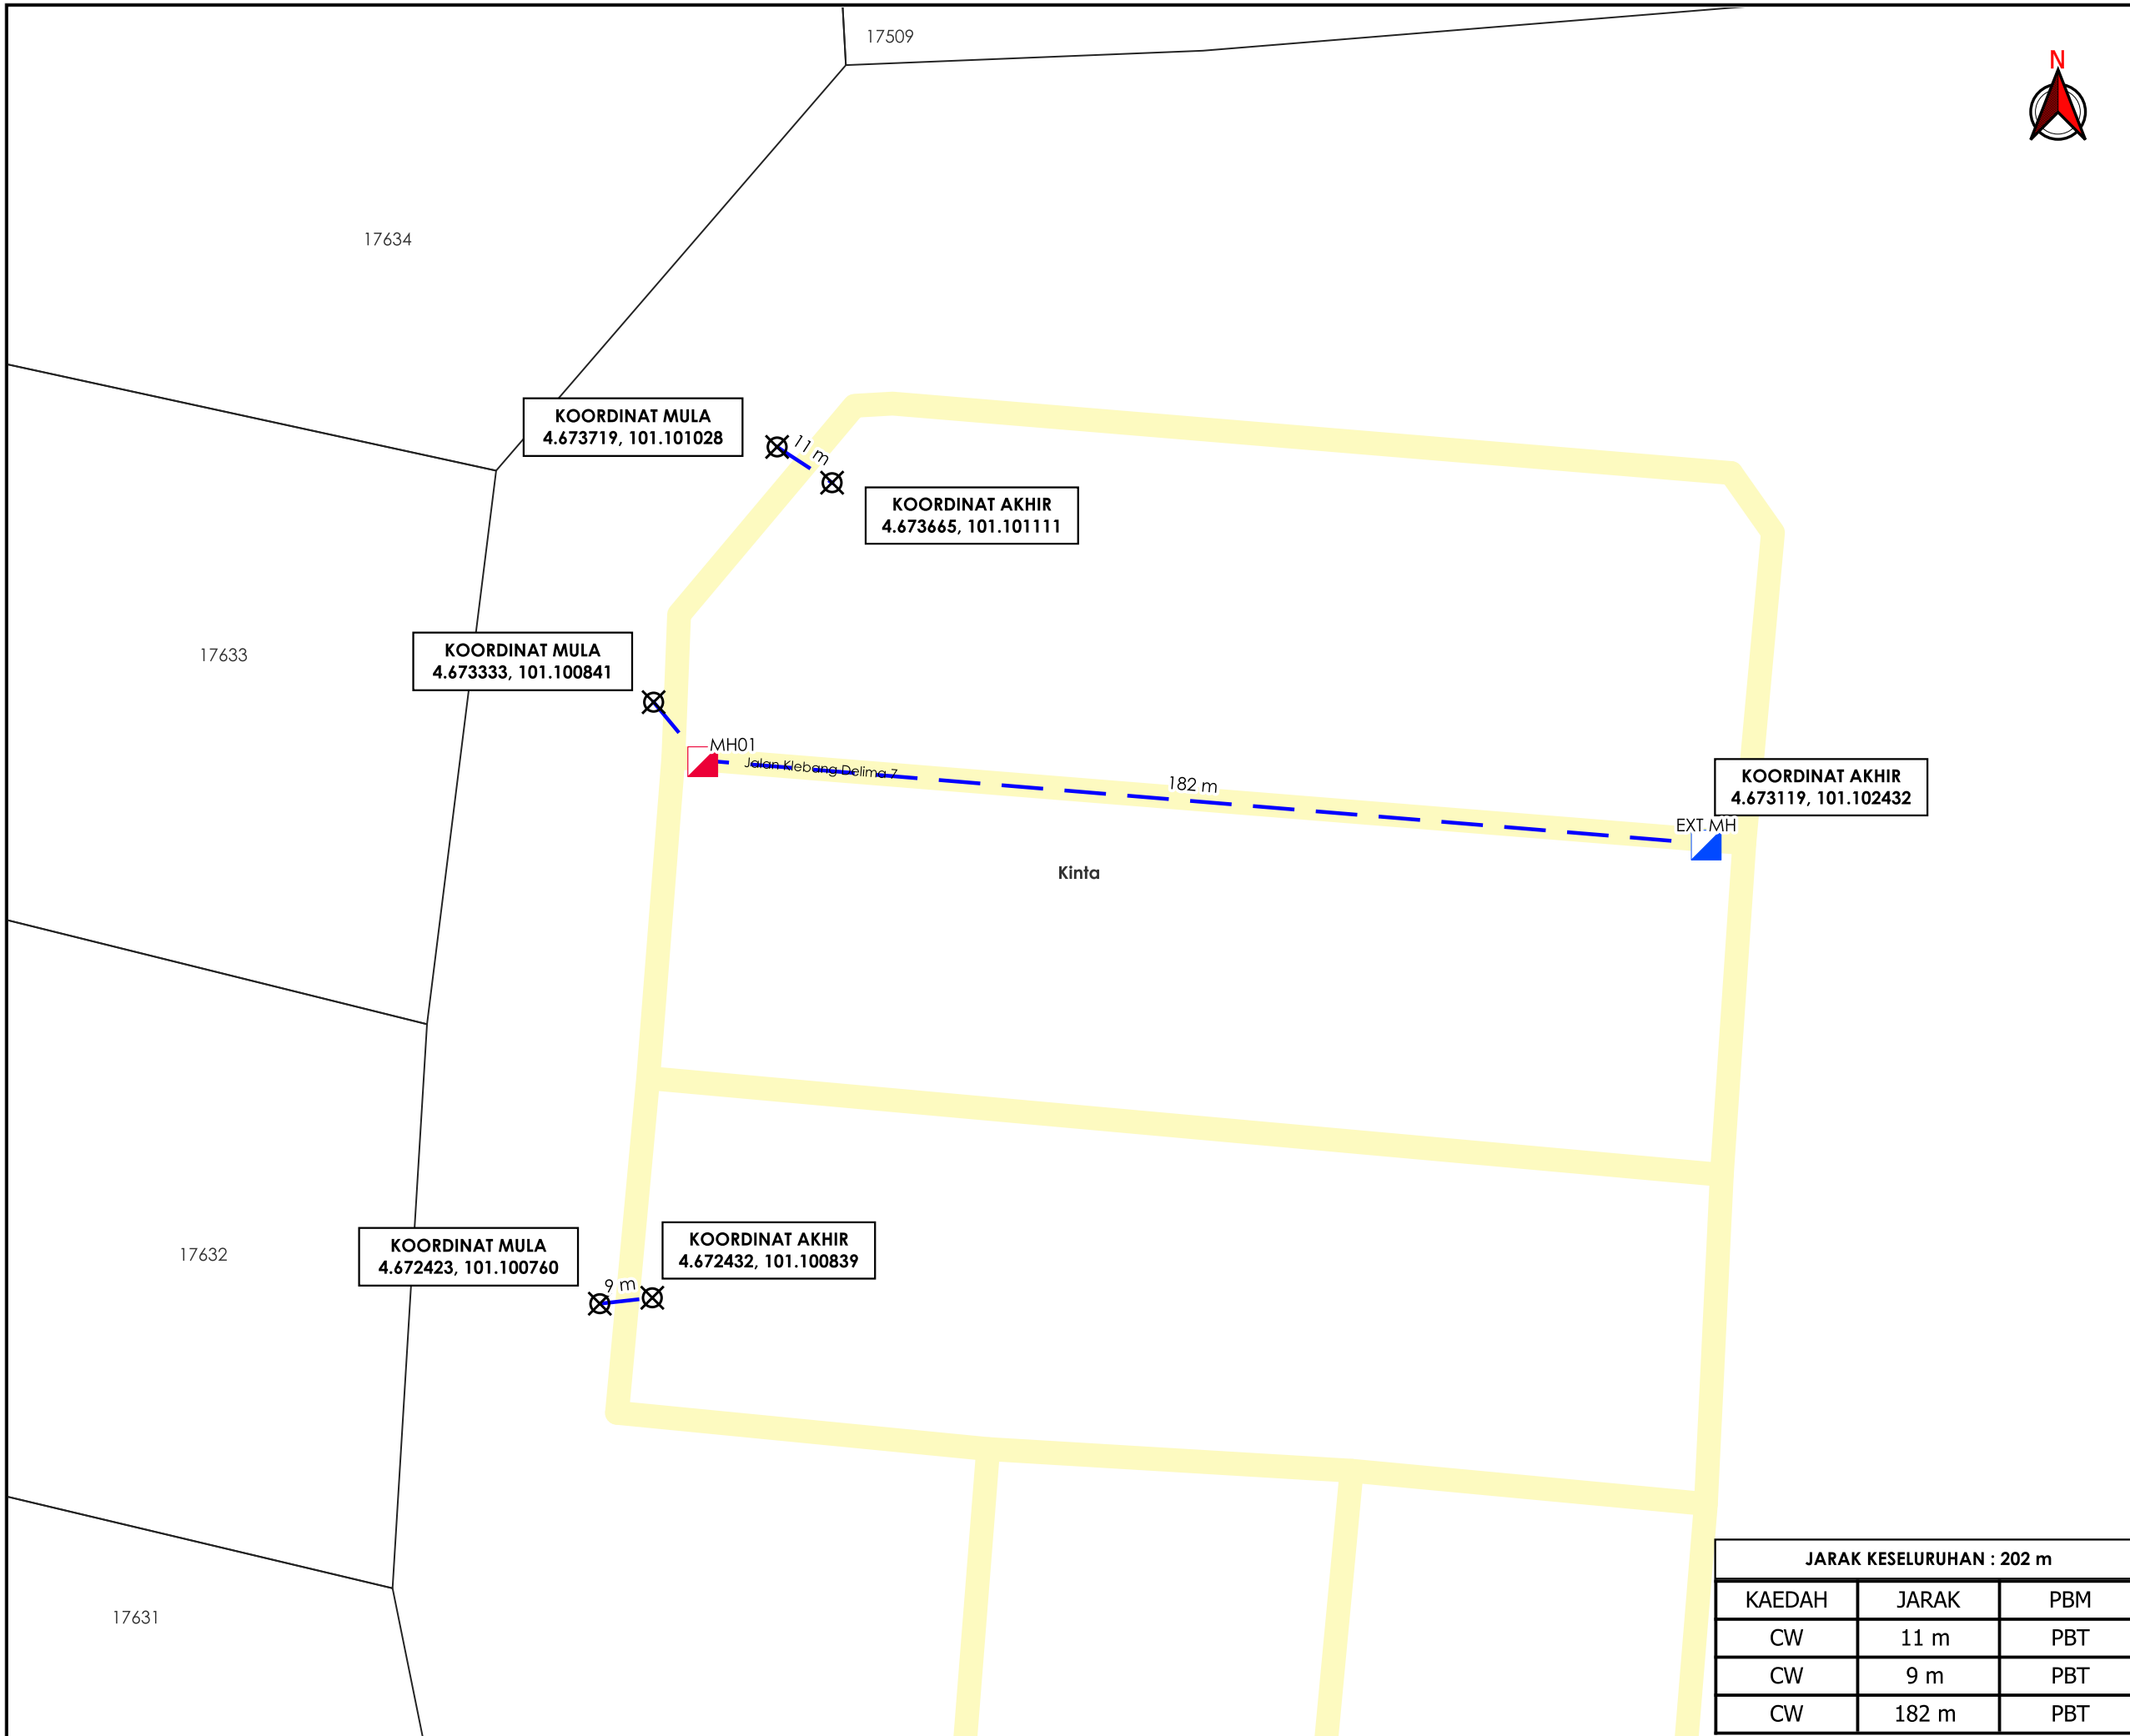 17509
N
17634
KOORDINAT MULA
4.673719, 101.101028
11 m
KOORDINAT AKHIR
4.673665, 101.101111
17633
KOORDINAT MULA
4.673333, 101.100841
MH01
Jalan Klebang Delima 7
182 m
KOORDINAT AKHIR
4.673119, 101.102432
EXT.MH
Kinta
17632
KOORDINAT MULA
4.672423, 101.100760
KOORDINAT AKHIR
4.672432, 101.100839
9 m
17631
JARAK KESELURUHAN : 202 m
KAEDAH JARAK PBM
CW 11 m PBT
CW 9 m PBT
CW 182 m PBT